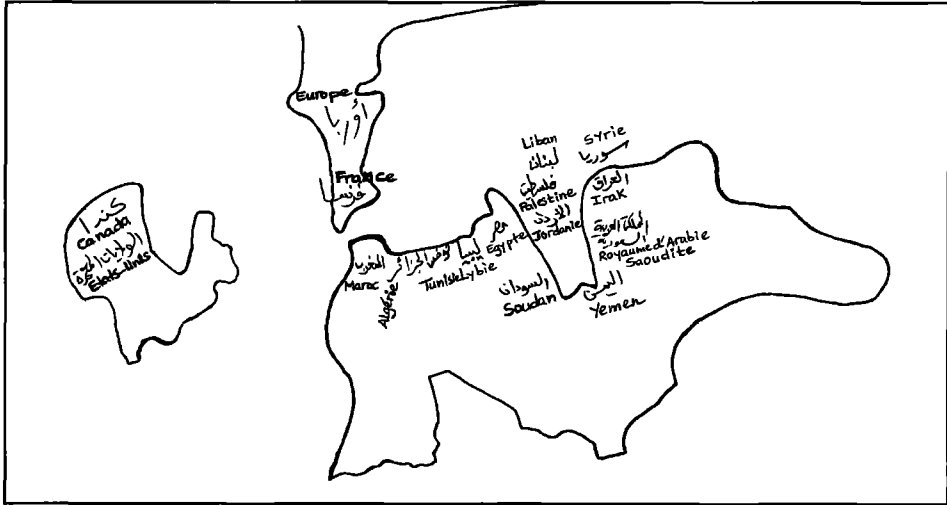 Europe
أوربا
France
فرنسا
كندا
Canada
الولايات المتحدة
États-Unis
المغرب
Maroc
الجزائر
Algérie
تونس
Tunisie
ليبيا
Lybie
مصر
Egypte
السودان
Soudan
Liban
لبنان
فلسطين
Palestine
الأردن
Jordanie
Syrie
سوريا
العراق
Irak
المملكة العربية
السعودية
Royaume d'Arabie
Saoudite
اليمن
Yemen